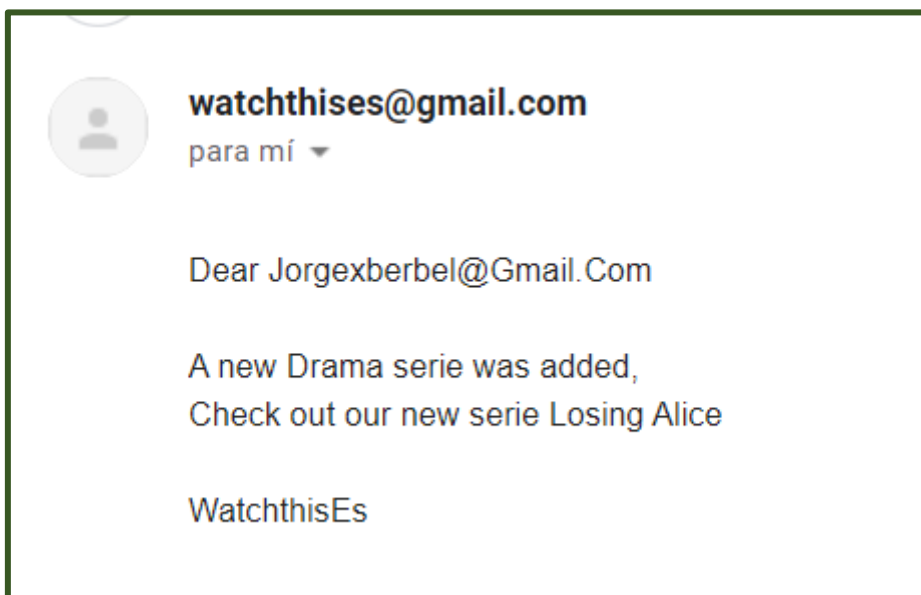 watchthises@gmail.com
para mí
Dear Jorgexberbel@Gmail.Com
A new Drama serie was added,
Check out our new serie Losing Alice
WatchthisEs